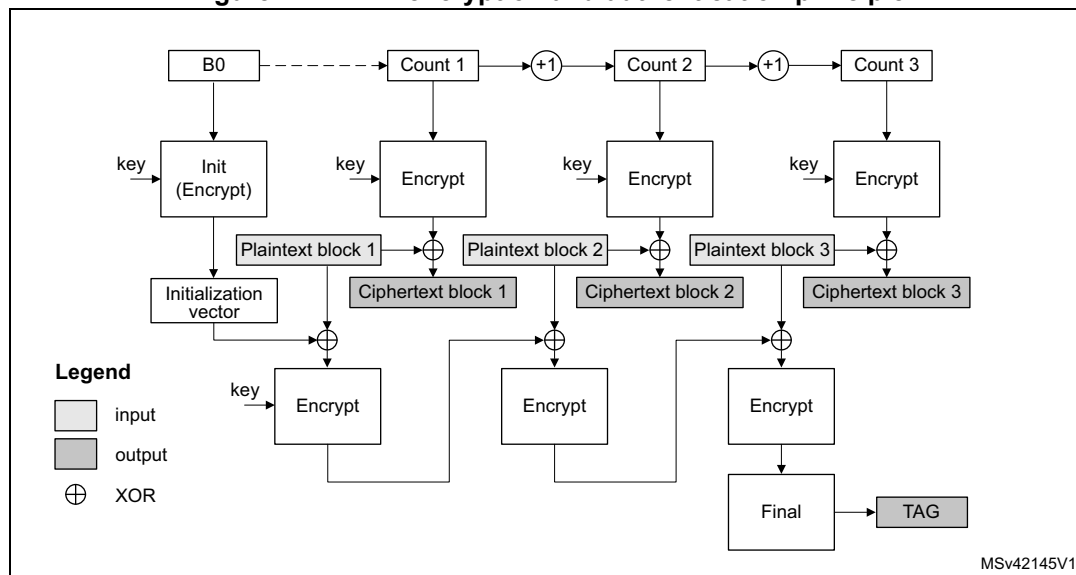 B0
Count 1
+1
Count 2
+1
Count 3
key
Init
(Encrypt)
key
Encrypt
key
Encrypt
key
Encrypt
Plaintext block 1
Plaintext block 2
Plaintext block 3
Ciphertext block 1
Ciphertext block 2
Ciphertext block 3
Initialization
vector
Legend
input
output
XOR
key
Encrypt
Encrypt
Encrypt
Final
TAG
MSv42145V1